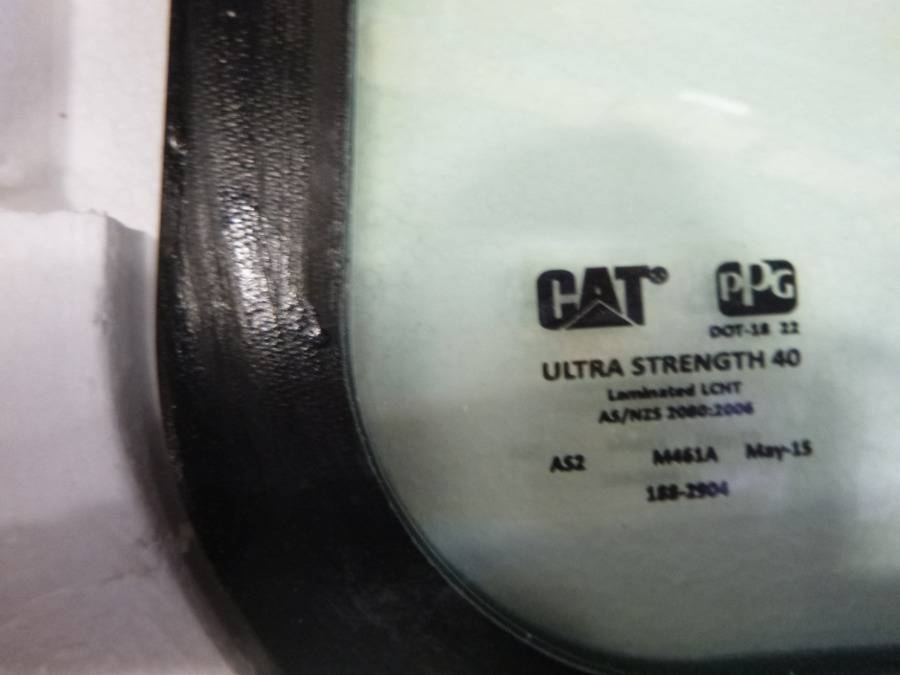 CAT® PPG
DOT-18 22
ULTRA STRENGTH 40
Laminated LCHT
AS/NZS 2080:2006
AS2 M461A May-15
188-2904